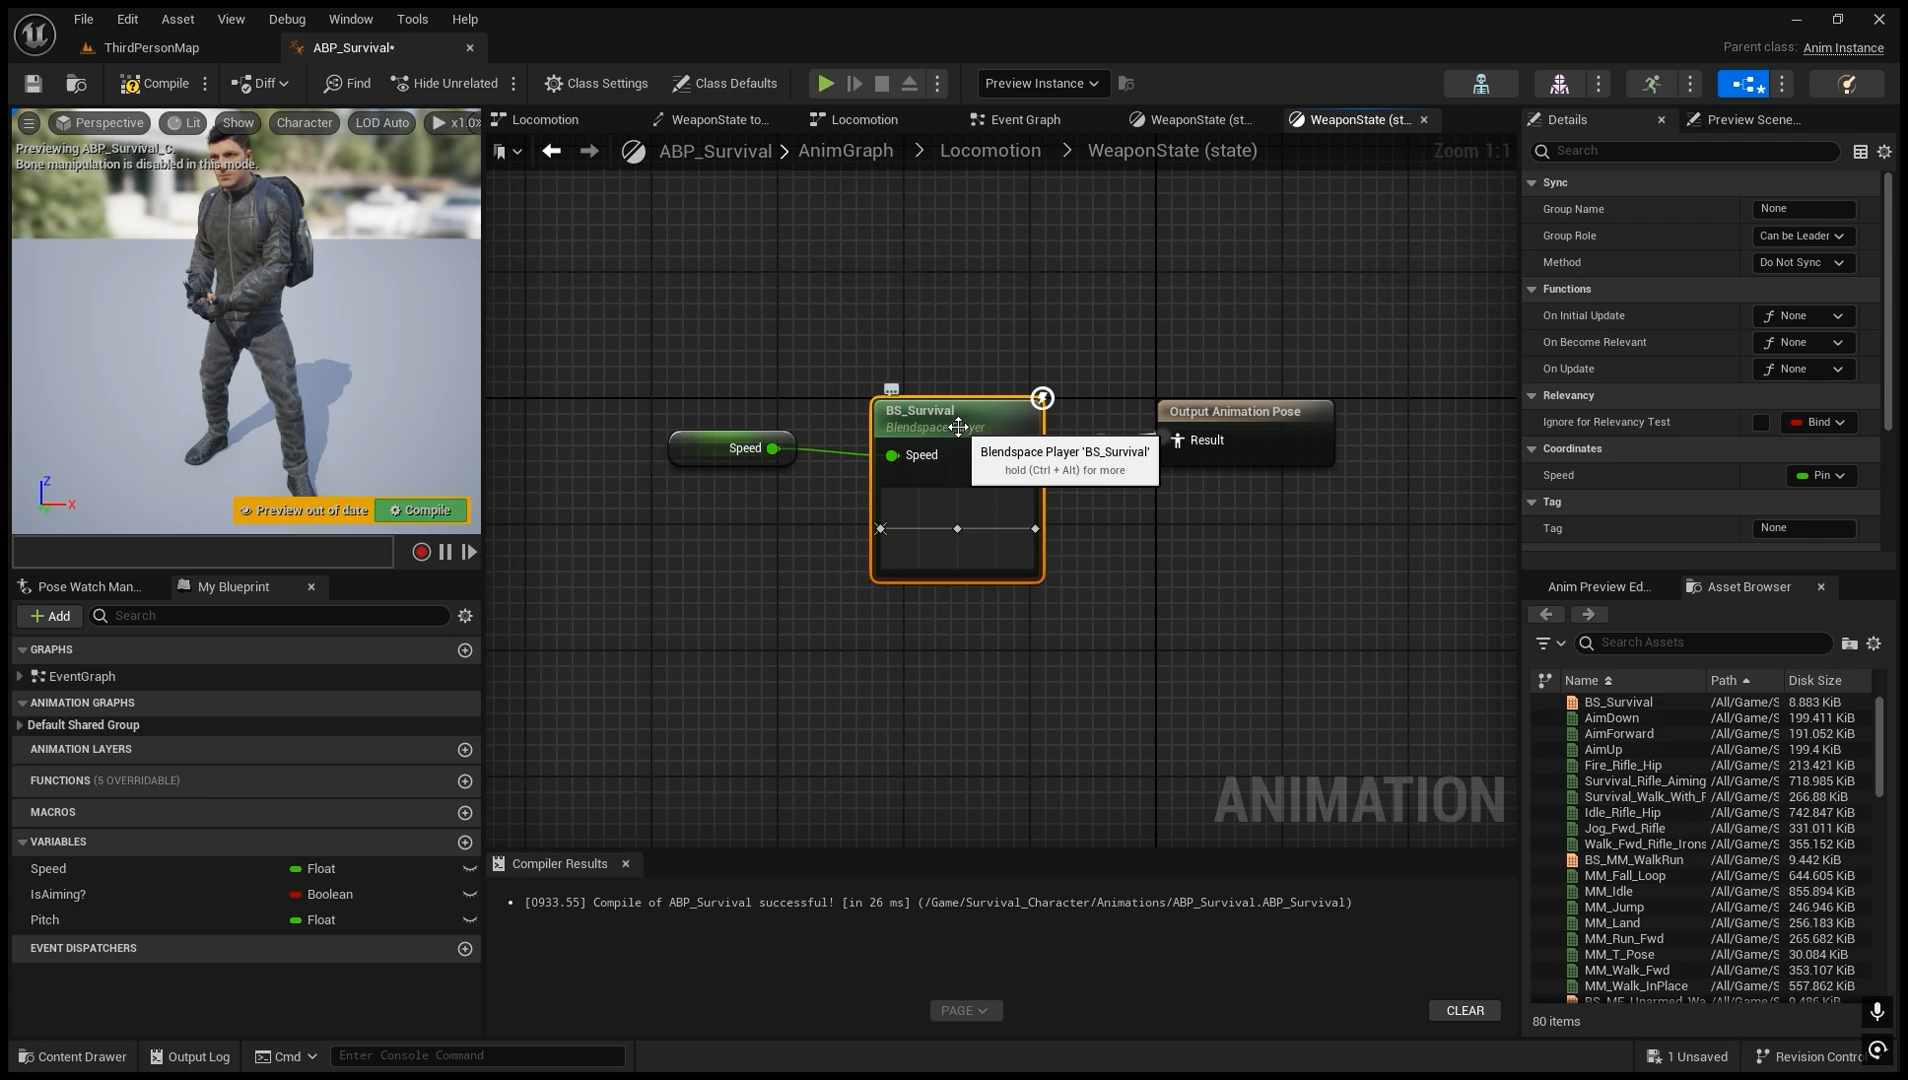 File Edit Asset View Debug Window Tools Help
ThirdPersonMap
ABP_Survival*
Parent class: Anim Instance
Compile
Diff
Find
Hide Unrelated
Class Settings
Class Defaults
Preview Instance
Perspective
Lit
Show
Character
LOD Auto
x1.0
Previewing ABP_Survival_C.
Bone manipulation is disabled in this mode.
Z
X
Preview out of date
Compile
Locomotion
WeaponState to...
Locomotion
Event Graph
WeaponState (st...
WeaponState (st...
ABP_Survival > AnimGraph > Locomotion > WeaponState (state)
Zoom 1:1
Speed
BS_Survival
Speed
Blendspace Player 'BS_Survival'
hold (Ctrl + Alt) for more
Output Animation Pose
Result
ANIMATION
Pose Watch Man...
My Blueprint
Add
Search
GRAPHS
EventGraph
ANIMATION GRAPHS
Default Shared Group
ANIMATION LAYERS
FUNCTIONS (5 OVERRIDABLE)
MACROS
VARIABLES
Speed Float
IsAiming? Boolean
Pitch Float
EVENT DISPATCHERS
Compiler Results
• [0933.55] Compile of ABP_Survival successful! [in 26 ms] (/Game/Survival_Character/Animations/ABP_Survival.ABP_Survival)
PAGE
CLEAR
Details
Preview Scene...
Search
Sync
Group Name None
Group Role Can be Leader
Method Do Not Sync
Functions
On Initial Update None
On Become Relevant None
On Update None
Relevancy
Ignore for Relevancy Test Bind
Coordinates
Speed Pin
Tag
Tag None
Anim Preview Ed...
Asset Browser
Search Assets
Name Path Disk Size
BS_Survival /All/Game/S 8.883 KiB
AimDown /All/Game/S 199.411 KiB
AimForward /All/Game/S 191.052 KiB
AimUp /All/Game/S 199.4 KiB
Fire_Rifle_Hip /All/Game/S 213.421 KiB
Survival_Rifle_Aiming /All/Game/S 718.985 KiB
Survival_Walk_With_F /All/Game/S 266.88 KiB
Idle_Rifle_Hip /All/Game/S 742.847 KiB
Jog_Fwd_Rifle /All/Game/S 331.011 KiB
Walk_Fwd_Rifle_Irons /All/Game/S 355.152 KiB
BS_MM_WalkRun /All/Game/S 9.442 KiB
MM_Fall_Loop /All/Game/S 644.605 KiB
MM_Idle /All/Game/S 855.894 KiB
MM_Jump /All/Game/S 246.946 KiB
MM_Land /All/Game/S 256.183 KiB
MM_Run_Fwd /All/Game/S 265.682 KiB
MM_T_Pose /All/Game/S 30.084 KiB
MM_Walk_Fwd /All/Game/S 353.107 KiB
MM_Walk_InPlace /All/Game/S 557.862 KiB
80 items
Content Drawer
Output Log
Cmd
Enter Console Command
1 Unsaved
Revision Contro